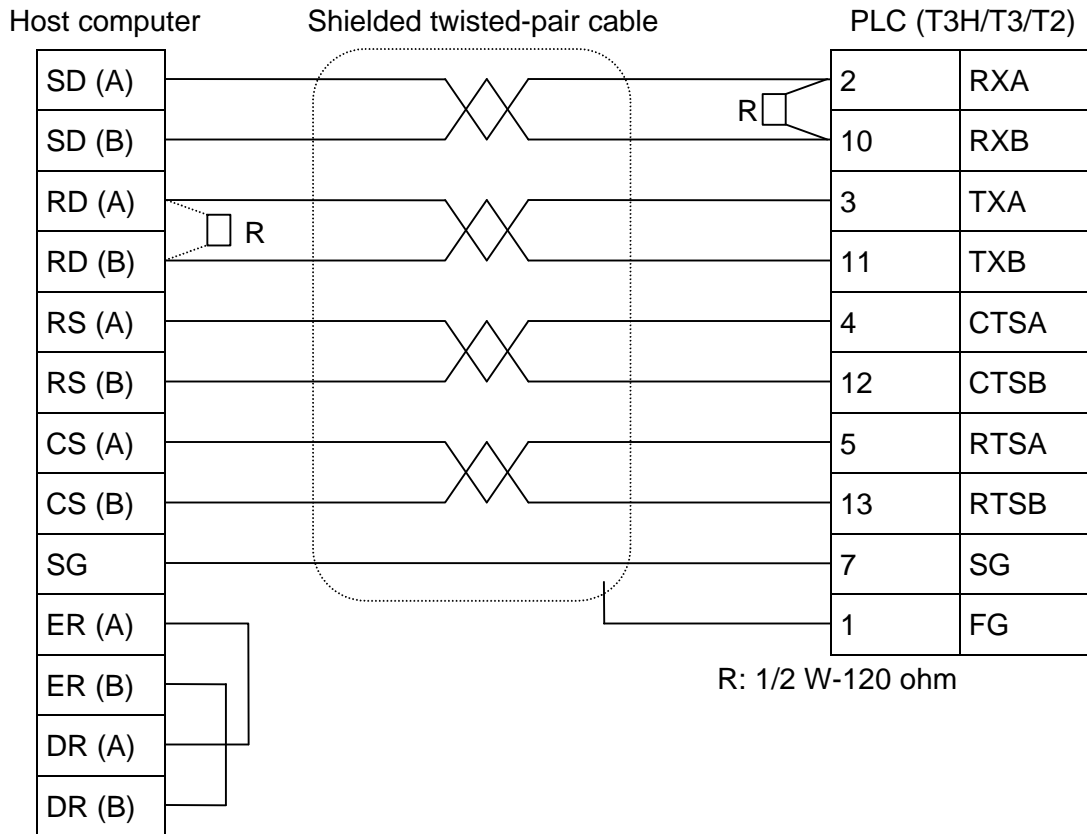 Host computer Shielded twisted-pair cable PLC (T3H/T3/T2)
SD (A) 2 RXA
R
SD (B) 10 RXB
RD (A) 3 TXA
R
RD (B) 11 TXB
RS (A) 4 CTSA
RS (B) 12 CTSB
CS (A) 5 RTSA
CS (B) 13 RTSB
SG 7 SG
ER (A) 1 FG
ER (B) R: 1/2 W-120 ohm
DR (A)
DR (B)